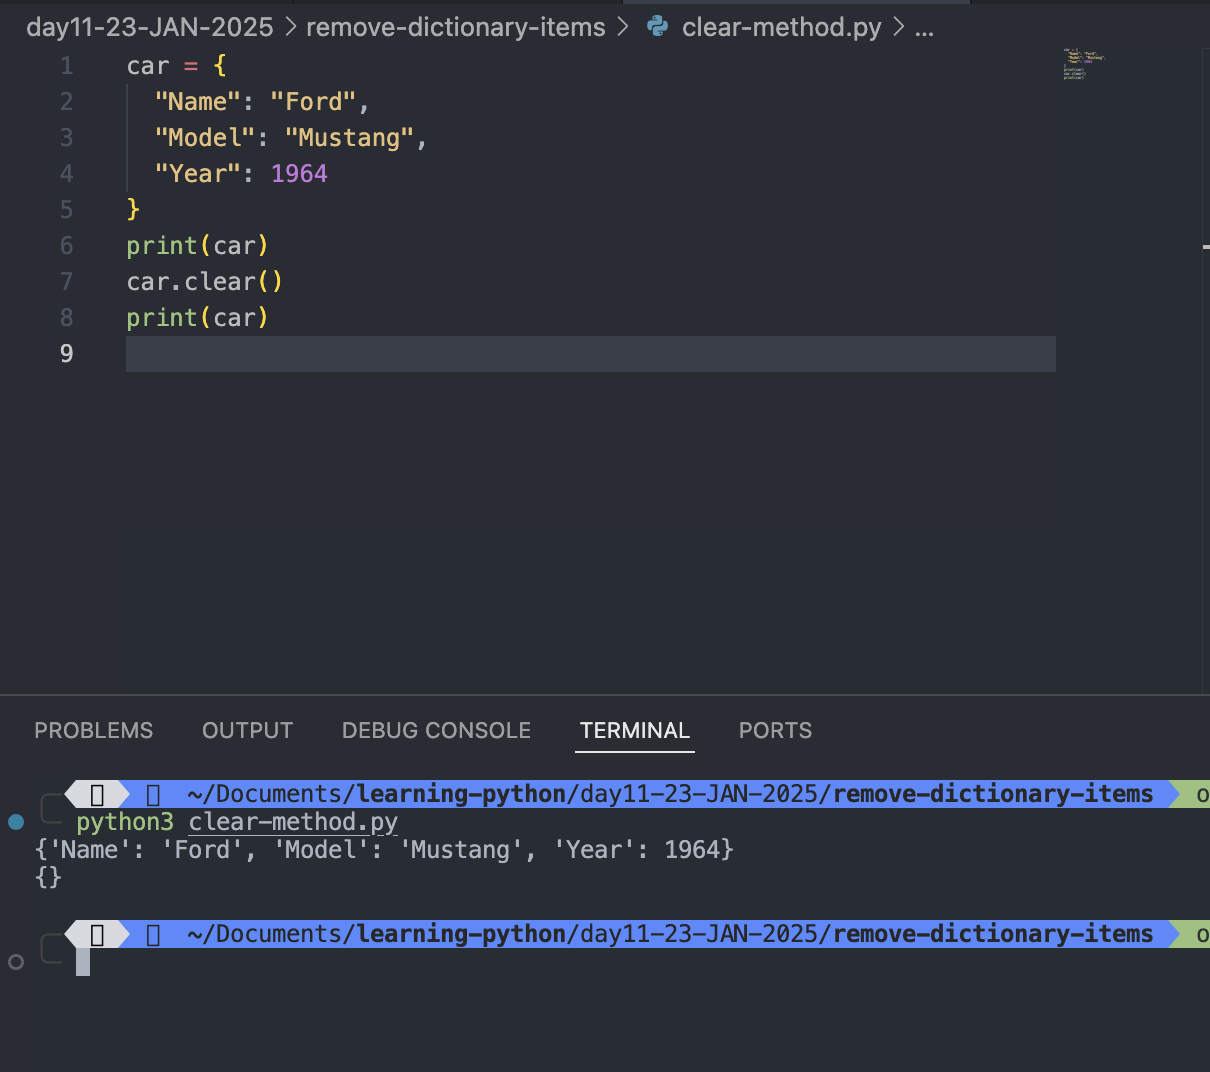 day11-23-JAN-2025 > remove-dictionary-items > clear-method.py > ...
1 car = {
2 "Name": "Ford",
3 "Model": "Mustang",
4 "Year": 1964
5 }
6 print(car)
7 car.clear()
8 print(car)
9
PROBLEMS OUTPUT DEBUG CONSOLE TERMINAL PORTS
~/Documents/learning-python/day11-23-JAN-2025/remove-dictionary-items o
python3 clear-method.py
{'Name': 'Ford', 'Model': 'Mustang', 'Year': 1964}
{}
~/Documents/learning-python/day11-23-JAN-2025/remove-dictionary-items o